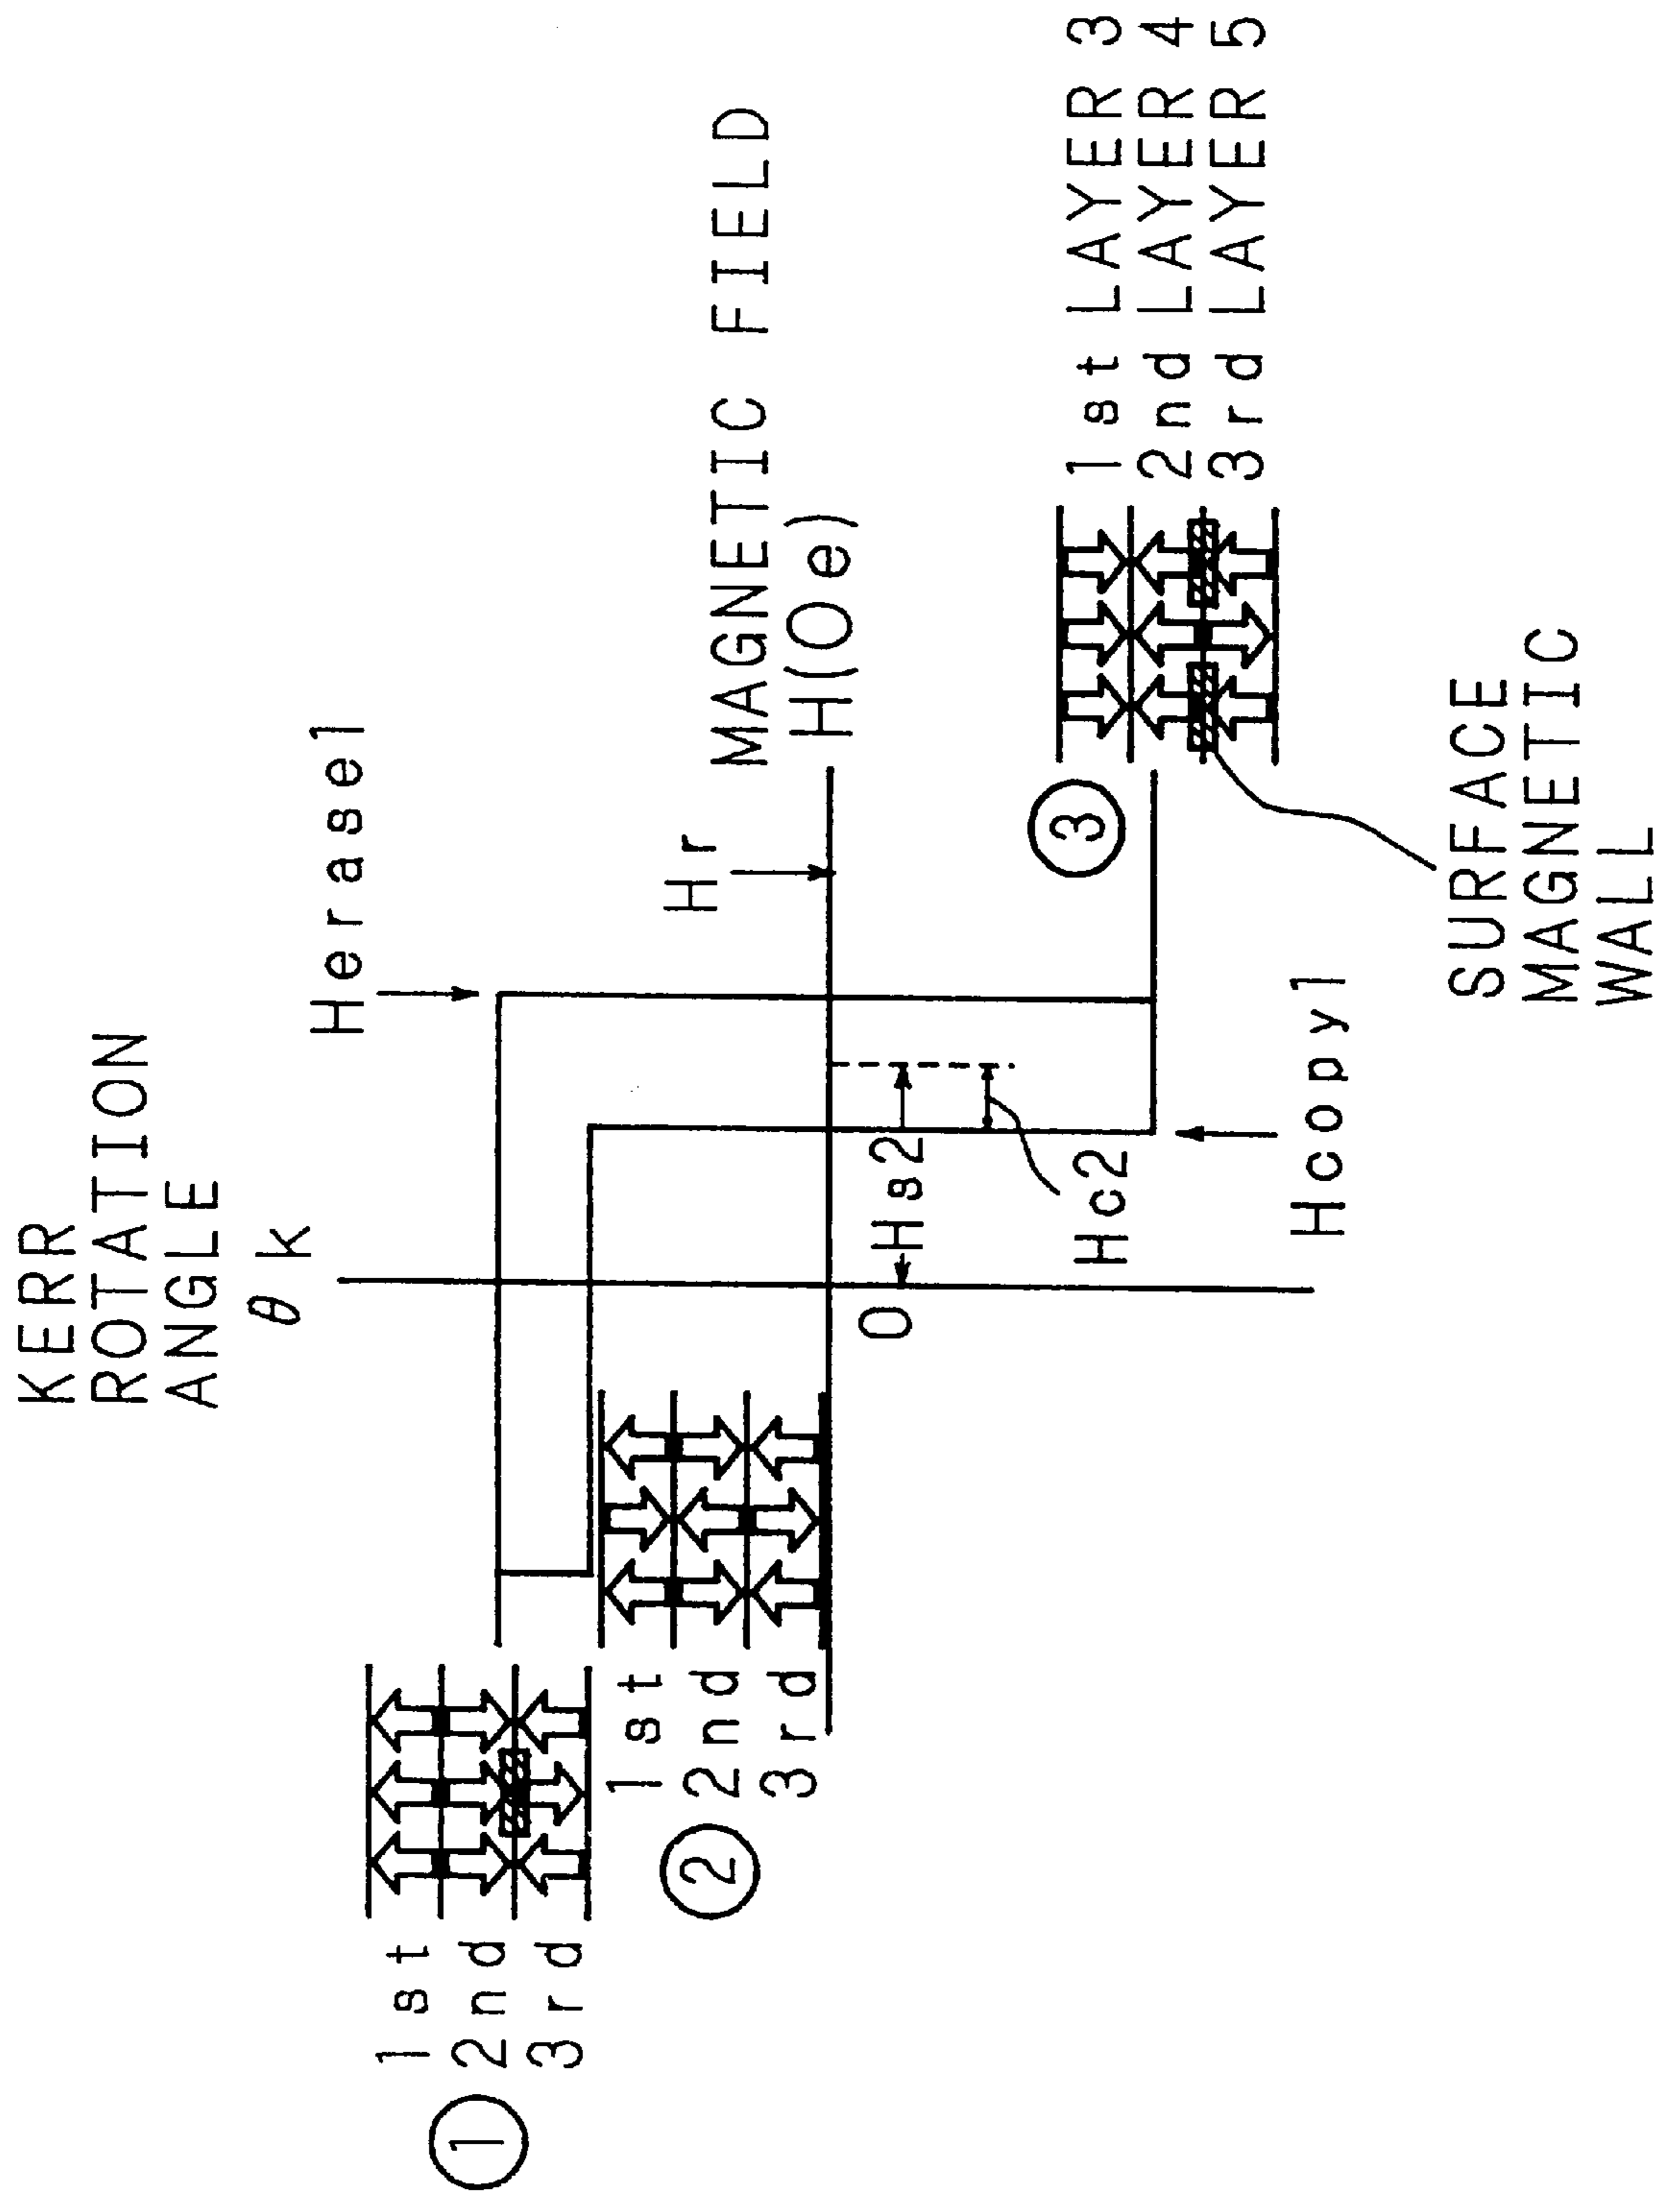 KERR
ROTATION
ANGLE
θk
Herase1
Hr
MAGNETIC FIELD
H(Oe)
①
1st
2nd
3rd
②
1st
2nd
3rd
0
Hs2
Hc2
Hcopy1
③
1st LAYER 3
2nd LAYER 4
3rd LAYER 5
SURFACE
MAGNETIC
WALL